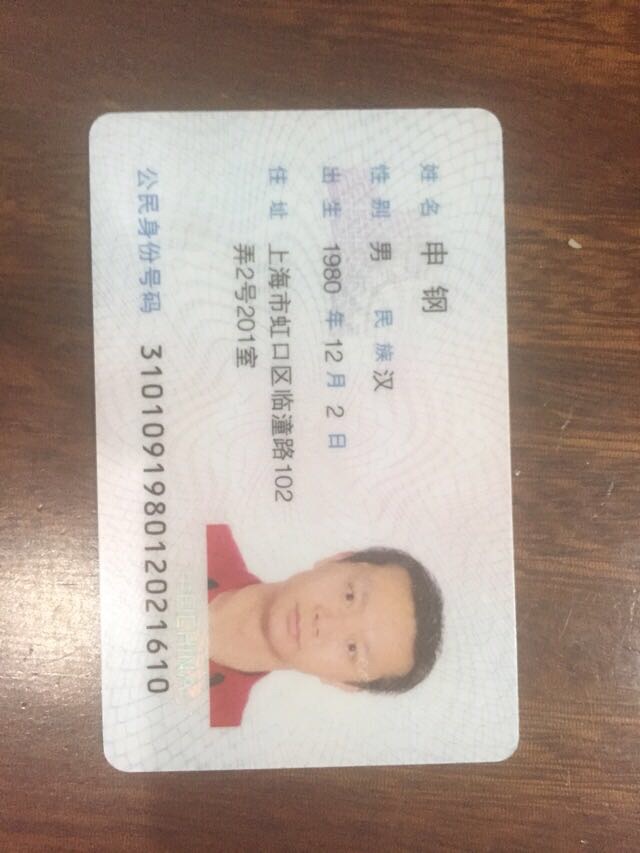 姓名 申钢
性别 男 民族 汉
出生 1980 年 12 月 2 日
住址 上海市虹口区临潼路102
弄2号201室
公民身份号码 310109198012021610
CHINA